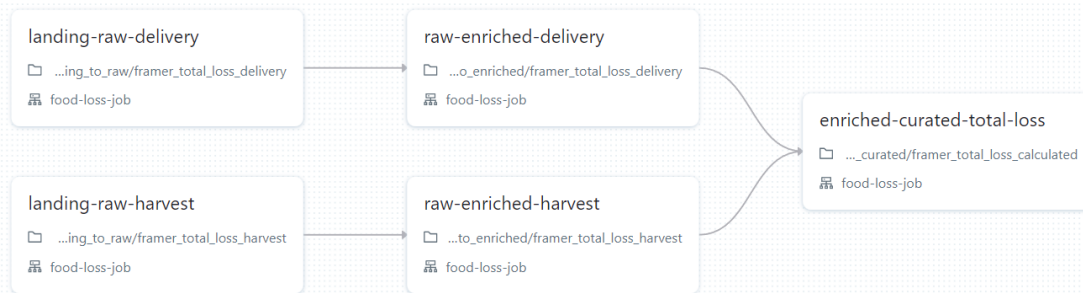 landing-raw-delivery
...ing_to_raw/framer_total_loss_delivery
food-loss-job
raw-enriched-delivery
...o_enriched/framer_total_loss_delivery
food-loss-job
landing-raw-harvest
...ing_to_raw/framer_total_loss_harvest
food-loss-job
raw-enriched-harvest
...to_enriched/framer_total_loss_harvest
food-loss-job
enriched-curated-total-loss
..._curated/framer_total_loss_calculated
food-loss-job